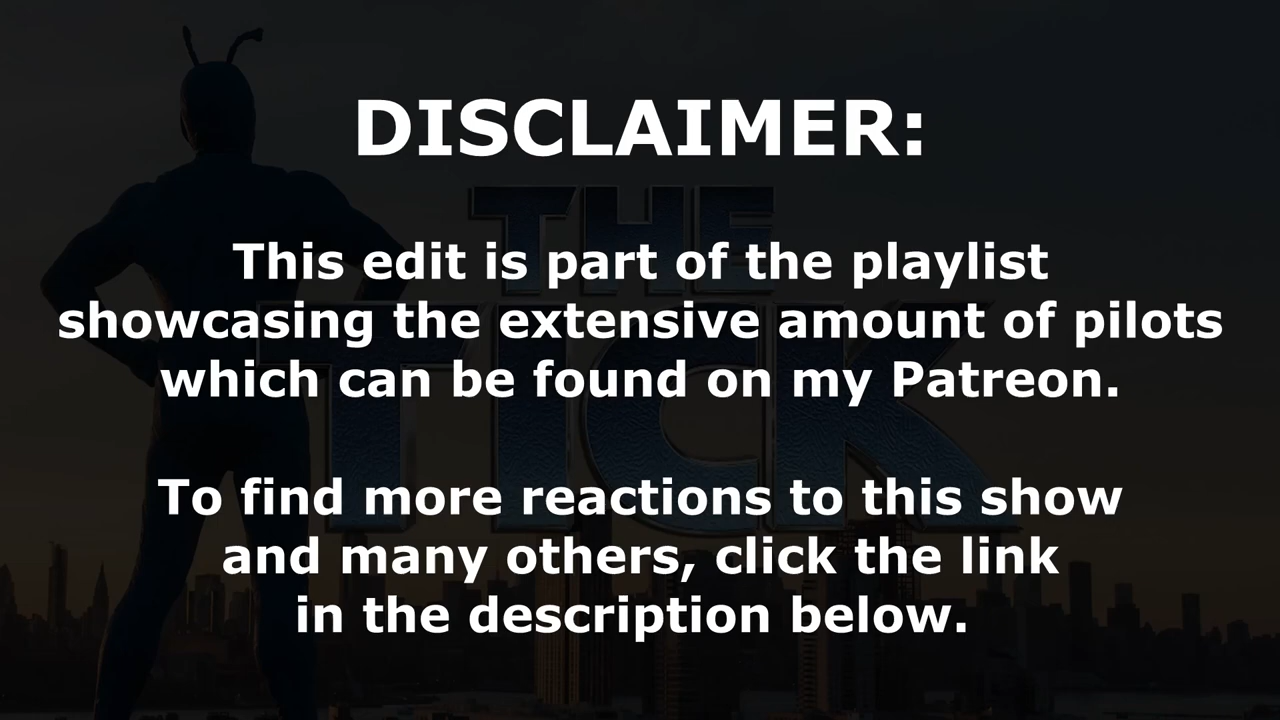 DISCLAIMER:
THE
TICK
This edit is part of the playlist
showcasing the extensive amount of pilots
which can be found on my Patreon.
To find more reactions to this show
and many others, click the link
in the description below.